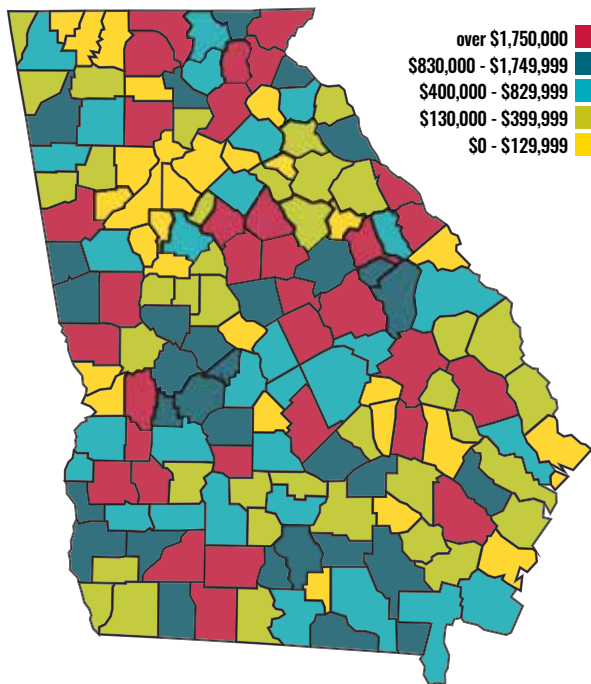 over $1,750,000
$830,000 - $1,749,999
$400,000 - $829,999
$130,000 - $399,999
$0 - $129,999